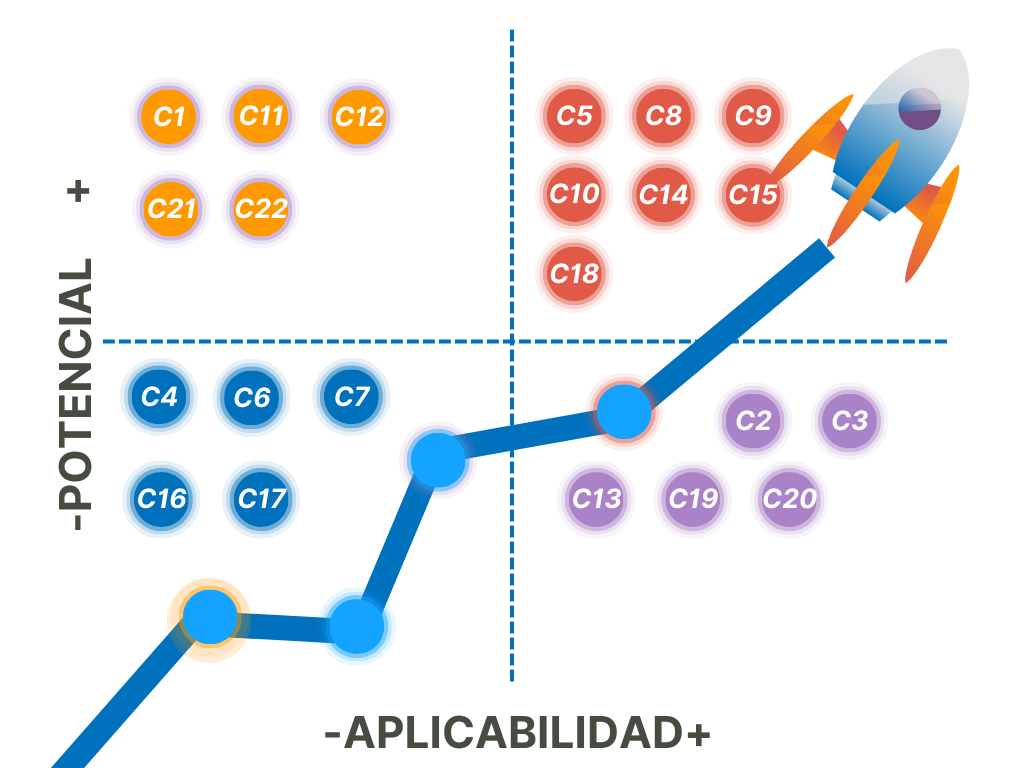 C1 C11 C12
C21 C22
C5 C8 C9
C10 C14 C15
C18
-POTENCIAL +
C4 C6 C7
C16 C17
C2 C3
C13 C19 C20
-APLICABILIDAD+